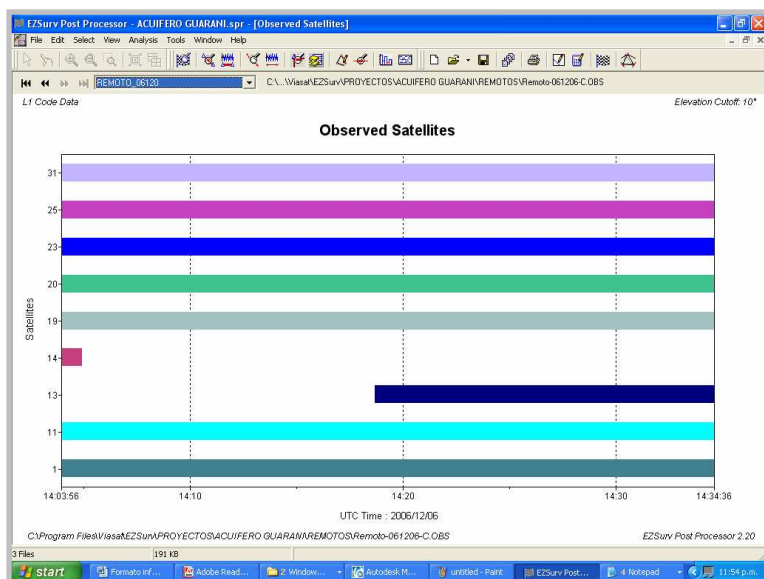 EZSurv Post Processor - ACUIFERO GUARANI.spr - [Observed Satellites]
File Edit Select View Analysis Tools Window Help
REMOTO_06120 C:\...\Viasat\EZSurv\PROYECTOS\ACUIFERO GUARANI\REMOTOS\Remoto-061206-C.OBS
L1 Code Data Elevation Cutoff: 10°
Observed Satellites
31
25
23
20
19
14
13
11
1
Satellites
14:03:56 14:10 14:20 14:30 14:34:36
UTC Time : 2006/12/06
C:\Program Files\Viasat\EZSurv\PROYECTOS\ACUIFERO GUARANI\REMOTOS\Remoto-061206-C.OBS EZSurv Post Processor 2.20
3 Files 191 KB
start Formato inf... Adobe Read... 2 Window... Autodesk M... untitled - Paint EZSurv Post... 4 Notepad 11:54 p.m.